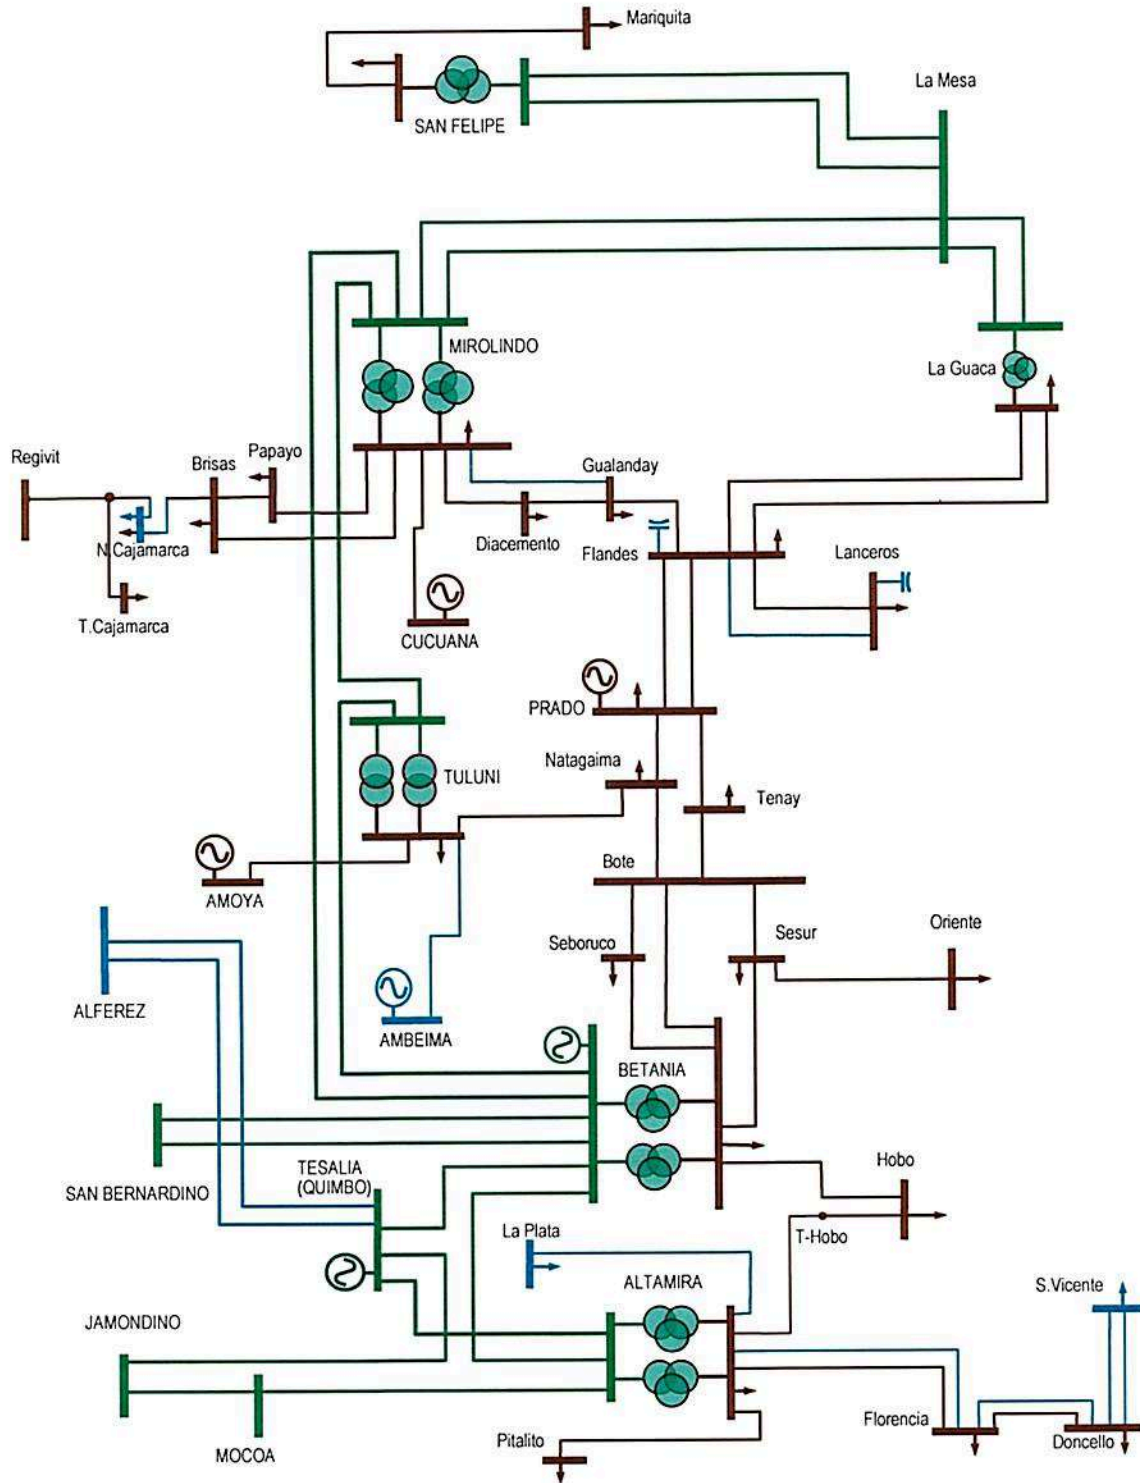 Mariquita
La Mesa
SAN FELIPE
MIROLINDO
La Guaca
Regivit
Brisas
Papayo
Gualanday
N.Cajamarca
Diacemento
Flandes
Lanceros
T.Cajamarca
CUCUANA
PRADO
Natagaima
TULUNI
Tenay
Bote
AMOYA
Seboruco
Sesur
Oriente
ALFEREZ
AMBEIMA
BETANIA
TESALIA
(QUIMBO)
SAN BERNARDINO
Hobo
La Plata
T-Hobo
ALTAMIRA
S.Vicente
JAMONDINO
Florencia
Doncello
Pitalito
MOCOA